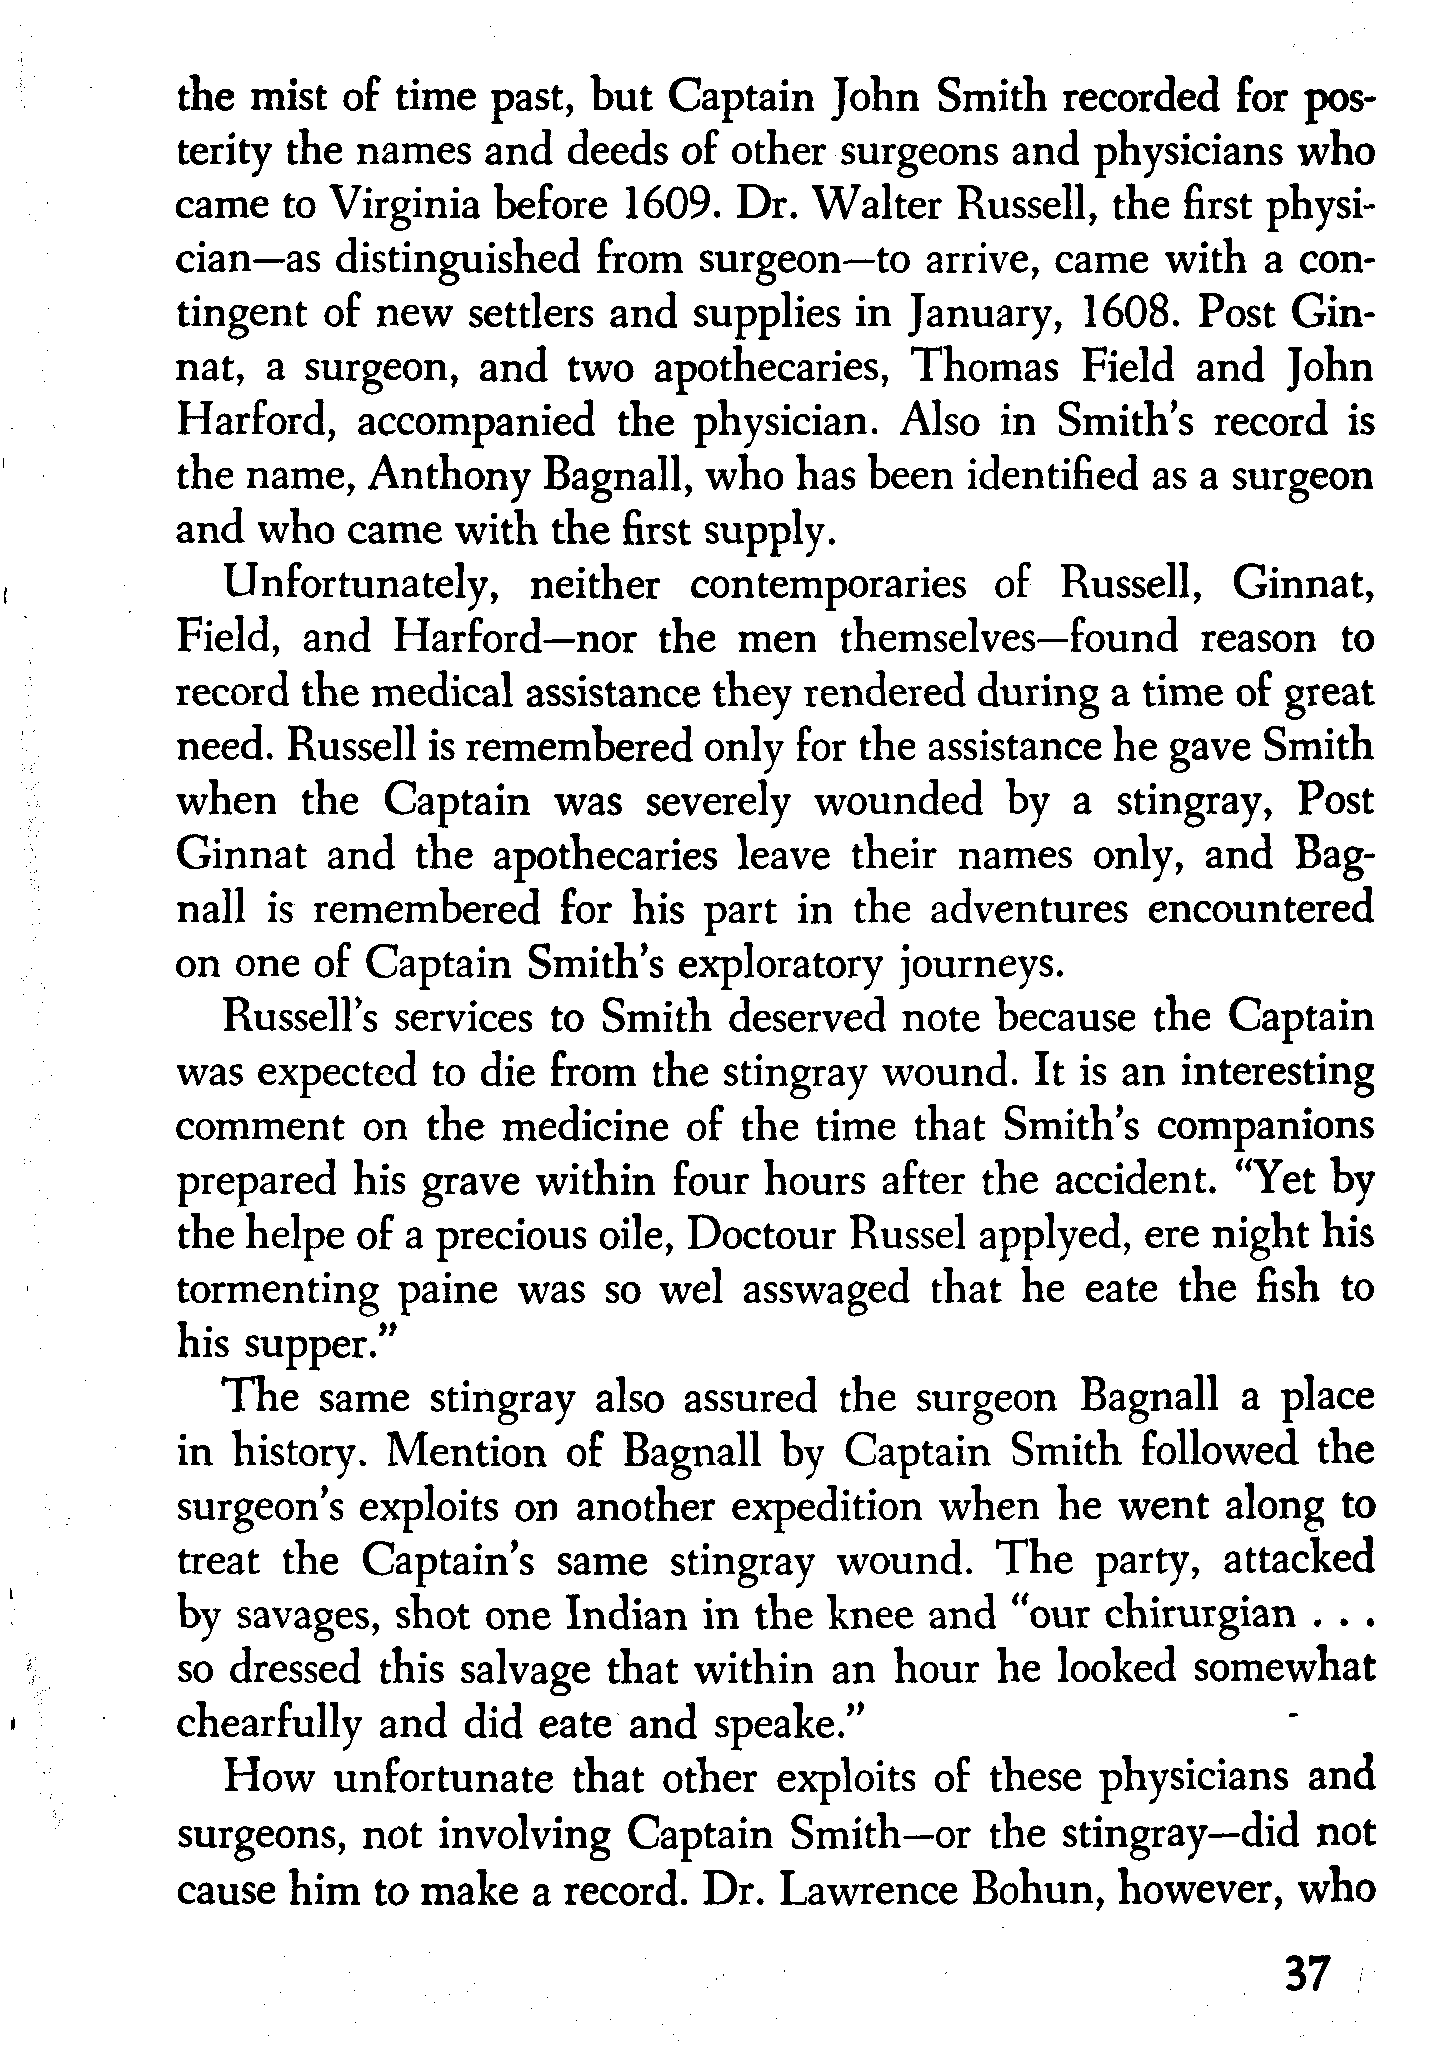 the mist of time past, but Captain John Smith recorded for pos-
terity the names and deeds of other surgeons and physicians who
came to Virginia before 1609. Dr. Walter Russell, the first physi-
cian—as distinguished from surgeon—to arrive, came with a con-
tingent of new settlers and supplies in January, 1608. Post Gin-
nat, a surgeon, and two apothecaries, Thomas Field and John
Harford, accompanied the physician. Also in Smith's record is
the name, Anthony Bagnall, who has been identified as a surgeon
and who came with the first supply.
Unfortunately, neither contemporaries of Russell, Ginnat,
Field, and Harford—nor the men themselves—found reason to
record the medical assistance they rendered during a time of great
need. Russell is remembered only for the assistance he gave Smith
when the Captain was severely wounded by a stingray, Post
Ginnat and the apothecaries leave their names only, and Bag-
nall is remembered for his part in the adventures encountered
on one of Captain Smith's exploratory journeys.
Russell's services to Smith deserved note because the Captain
was expected to die from the stingray wound. It is an interesting
comment on the medicine of the time that Smith's companions
prepared his grave within four hours after the accident. "Yet by
the helpe of a precious oile, Doctour Russel applyed, ere night his
tormenting paine was so wel asswaged that he eate the fish to
his supper."
The same stingray also assured the surgeon Bagnall a place
in history. Mention of Bagnall by Captain Smith followed the
surgeon's exploits on another expedition when he went along to
treat the Captain's same stingray wound. The party, attacked
by savages, shot one Indian in the knee and "our chirurgian . . .
so dressed this salvage that within an hour he looked somewhat
chearfully and did eate and speake."
How unfortunate that other exploits of these physicians and
surgeons, not involving Captain Smith—or the stingray—did not
cause him to make a record. Dr. Lawrence Bohun, however, who
37